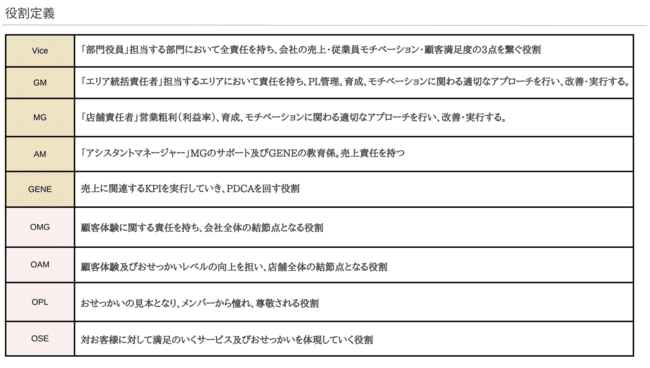 役割定義
Vice 「部門役員」担当する部門において全責任を持ち、会社の売上・従業員モチベーション・顧客満足度の3点を繋ぐ役割
GM 「エリア統括責任者」担当するエリアにおいて責任を持ち、PL管理、育成、モチベーションに関わる適切なアプローチを行い、改善・実行する。
MG 「店舗責任者」営業粗利(利益率)、育成、モチベーションに関わる適切なアプローチを行い、改善・実行する。
AM 「アシスタントマネージャー」MGのサポート及びGENEの教育係。売上責任を持つ
GENE 売上に関連するKPIを実行していき、PDCAを回す役割
OMG 顧客体験に関する責任を持ち、会社全体の結節点となる役割
OAM 顧客体験及びおせっかいレベルの向上を担い、店舗全体の結節点となる役割
OPL おせっかいの見本となり、メンバーから憧れ、尊敬される役割
OSE 対お客様に対して満足のいくサービス及びおせっかいを体現していく役割